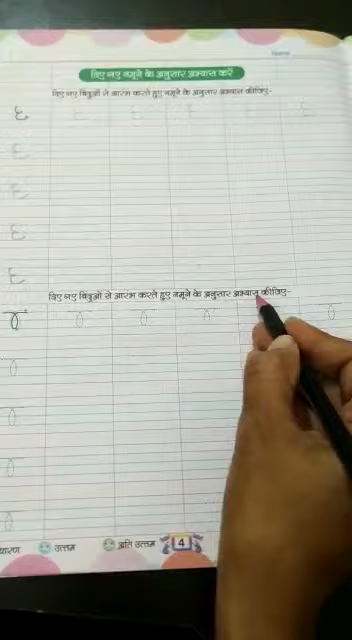 दिए गए नमूने के अनुसार अभ्यास करें
दिए गए बिंदुओं से आरंभ करते हुए नमूने के अनुसार अभ्यास कीजिए-
दिए गए बिंदुओं से आरंभ करते हुए नमूने के अनुसार अभ्यास कीजिए-
उत्तम अति उत्तम 4